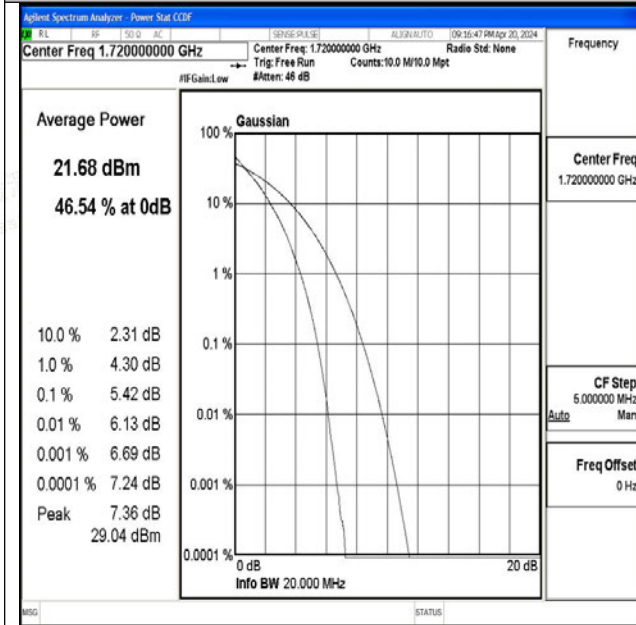 Agilent Spectrum Analyzer - Power Stat CCDF
RL RF 50 Ω AC SENSE:PULSE ALIGNAUTO 09:16:47 PM Apr 20, 2024
Center Freq 1.720000000 GHz
Center Freq: 1.720000000 GHz Radio Std: None
Trig: Free Run Counts:10.0 M/10.0 Mpt
#IFGain:Low #Atten: 46 dB
Frequency
Average Power
21.68 dBm
46.54 % at 0dB
10.0 % 2.31 dB
1.0 % 4.30 dB
0.1 % 5.42 dB
0.01 % 6.13 dB
0.001 % 6.69 dB
0.0001 % 7.24 dB
Peak 7.36 dB
29.04 dBm
Gaussian
100 %
10 %
1 %
0.1 %
0.01 %
0.001 %
0.0001 %
0 dB 20 dB
Info BW 20.000 MHz
Center Freq
1.720000000 GHz
CF Step
5.000000 MHz
Auto Man
Freq Offset
0 Hz
MSG STATUS